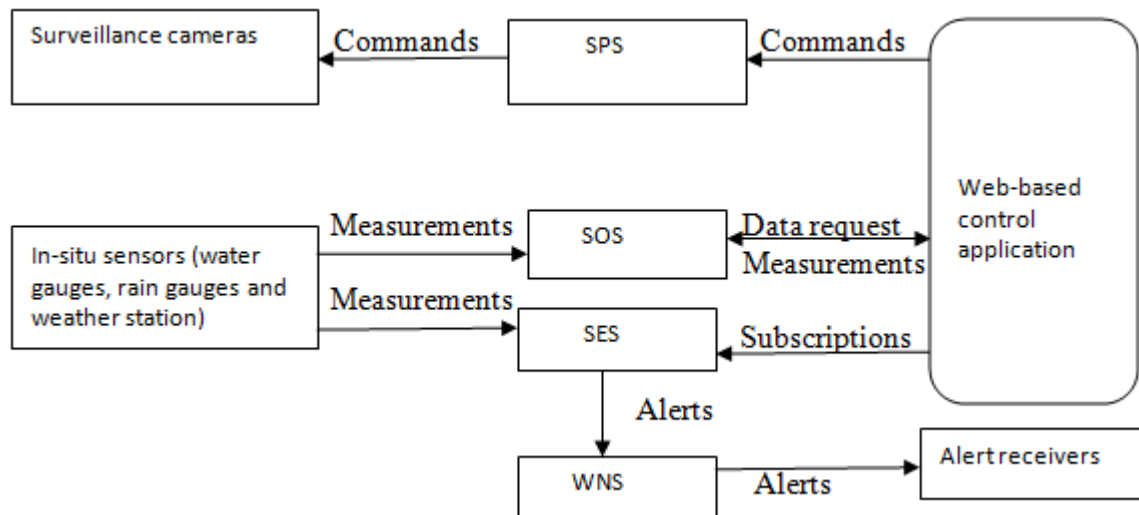 Surveillance cameras
Commands
SPS
Commands
Web-based
control
application
In-situ sensors (water
gauges, rain gauges and
weather station)
Measurements
SOS
Data request
Measurements
Measurements
SES
Subscriptions
Alerts
WNS
Alerts
Alert receivers